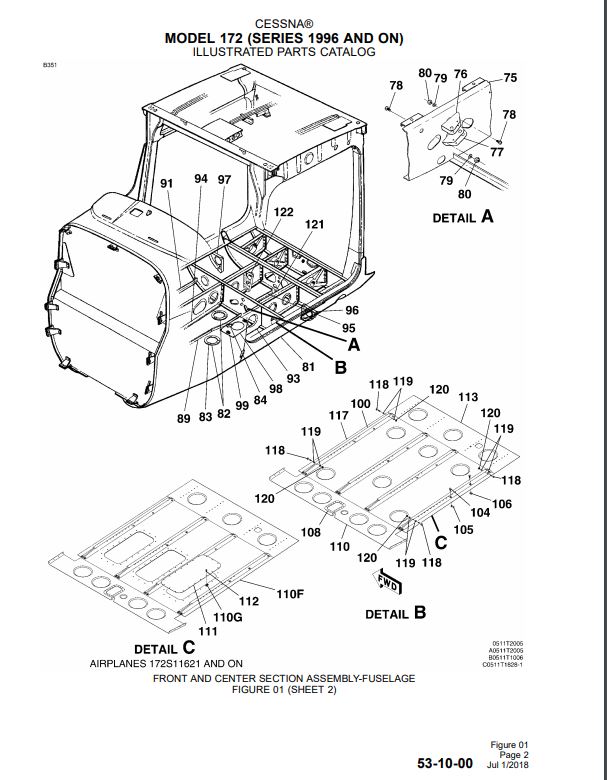 CESSNA®
MODEL 172 (SERIES 1996 AND ON)
ILLUSTRATED PARTS CATALOG
B351
80 79 76 75
78
78
77
79
80
DETAIL A
91 94 97
122 121
96
95
A
B
81
93
98
84
99
82
83
89
118 119 120 113
100
117
120
119
119
118
118
120
106
104
105
108
110
120
119
118
C
FWD
DETAIL B
110F
112
110G
111
DETAIL C
AIRPLANES 172S11621 AND ON
0511T2005
A0511T2005
B0511T1006
C0511T1828-1
FRONT AND CENTER SECTION ASSEMBLY-FUSELAGE
FIGURE 01 (SHEET 2)
Figure 01
Page 2
53-10-00 Jul 1/2018